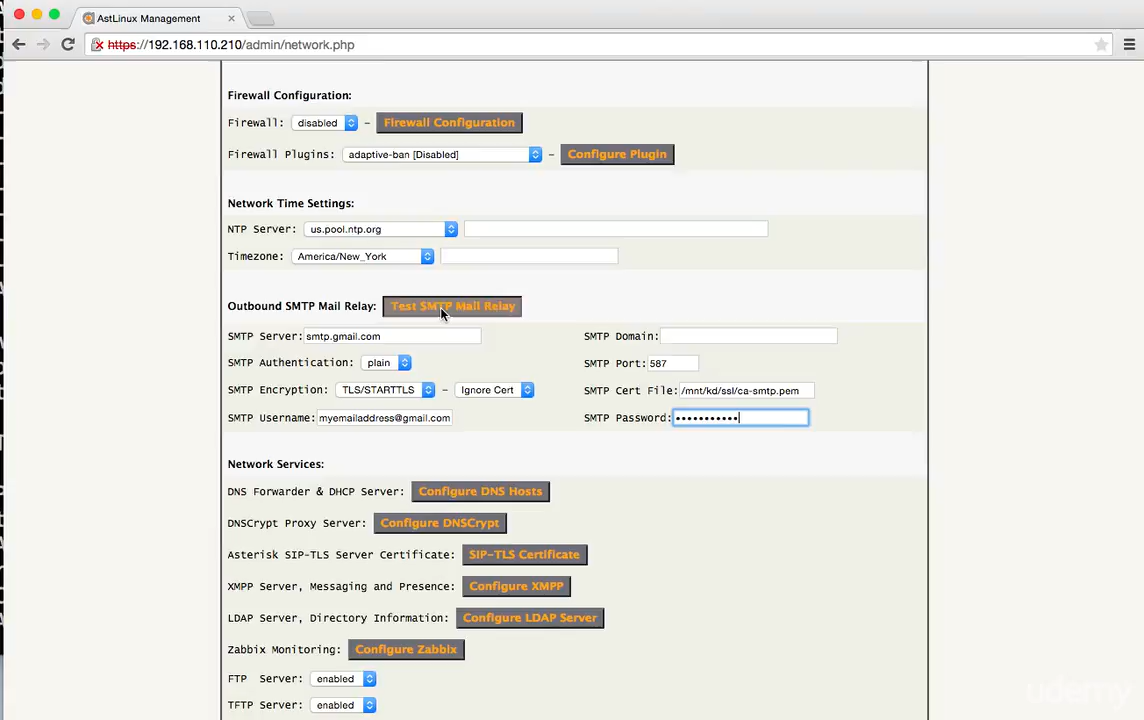 AstLinux Management
https://192.168.110.210/admin/network.php
Firewall Configuration:
Firewall: disabled – Firewall Configuration
Firewall Plugins: adaptive-ban [Disabled] – Configure Plugin
Network Time Settings:
NTP Server: us.pool.ntp.org
Timezone: America/New_York
Outbound SMTP Mail Relay: Test SMTP Mail Relay
SMTP Server: smtp.gmail.com SMTP Domain:
SMTP Authentication: plain SMTP Port: 587
SMTP Encryption: TLS/STARTTLS – Ignore Cert SMTP Cert File: /mnt/kd/ssl/ca-smtp.pem
SMTP Username: myemailaddress@gmail.com SMTP Password: •••••••••••
Network Services:
DNS Forwarder & DHCP Server: Configure DNS Hosts
DNSCrypt Proxy Server: Configure DNSCrypt
Asterisk SIP-TLS Server Certificate: SIP-TLS Certificate
XMPP Server, Messaging and Presence: Configure XMPP
LDAP Server, Directory Information: Configure LDAP Server
Zabbix Monitoring: Configure Zabbix
FTP Server: enabled
TFTP Server: enabled
udemy